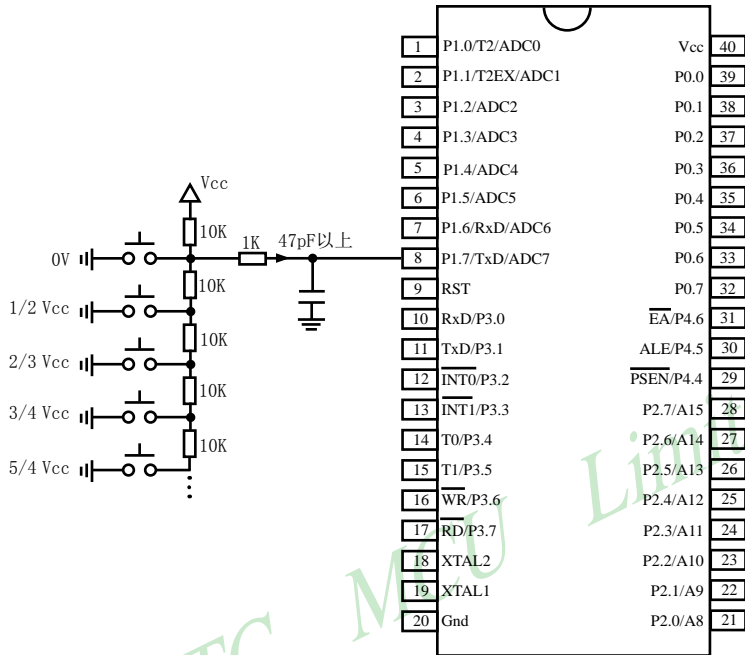 1 P1.0/T2/ADC0 Vcc 40
2 P1.1/T2EX/ADC1 P0.0 39
3 P1.2/ADC2 P0.1 38
4 P1.3/ADC3 P0.2 37
5 P1.4/ADC4 P0.3 36
6 P1.5/ADC5 P0.4 35
7 P1.6/RxD/ADC6 P0.5 34
8 P1.7/TxD/ADC7 P0.6 33
9 RST P0.7 32
10 RxD/P3.0 EA/P4.6 31
11 TxD/P3.1 ALE/P4.5 30
12 INT0/P3.2 PSEN/P4.4 29
13 INT1/P3.3 P2.7/A15 28
14 T0/P3.4 P2.6/A14 27
15 T1/P3.5 P2.5/A13 26
16 WR/P3.6 P2.4/A12 25
17 RD/P3.7 P2.3/A11 24
18 XTAL2 P2.2/A10 23
19 XTAL1 P2.1/A9 22
20 Gnd P2.0/A8 21
Vcc
10K
1K
47pF以上
0V
10K
1/2 Vcc
10K
2/3 Vcc
10K
3/4 Vcc
10K
5/4 Vcc
MCU